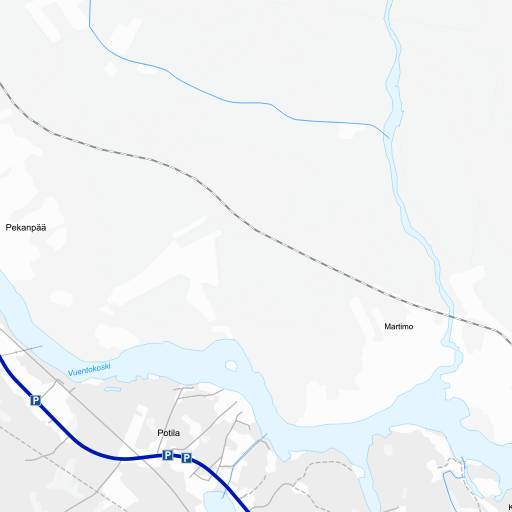 Pekanpää
Martimo
Vuentokoski
P
Potila
P
P
K